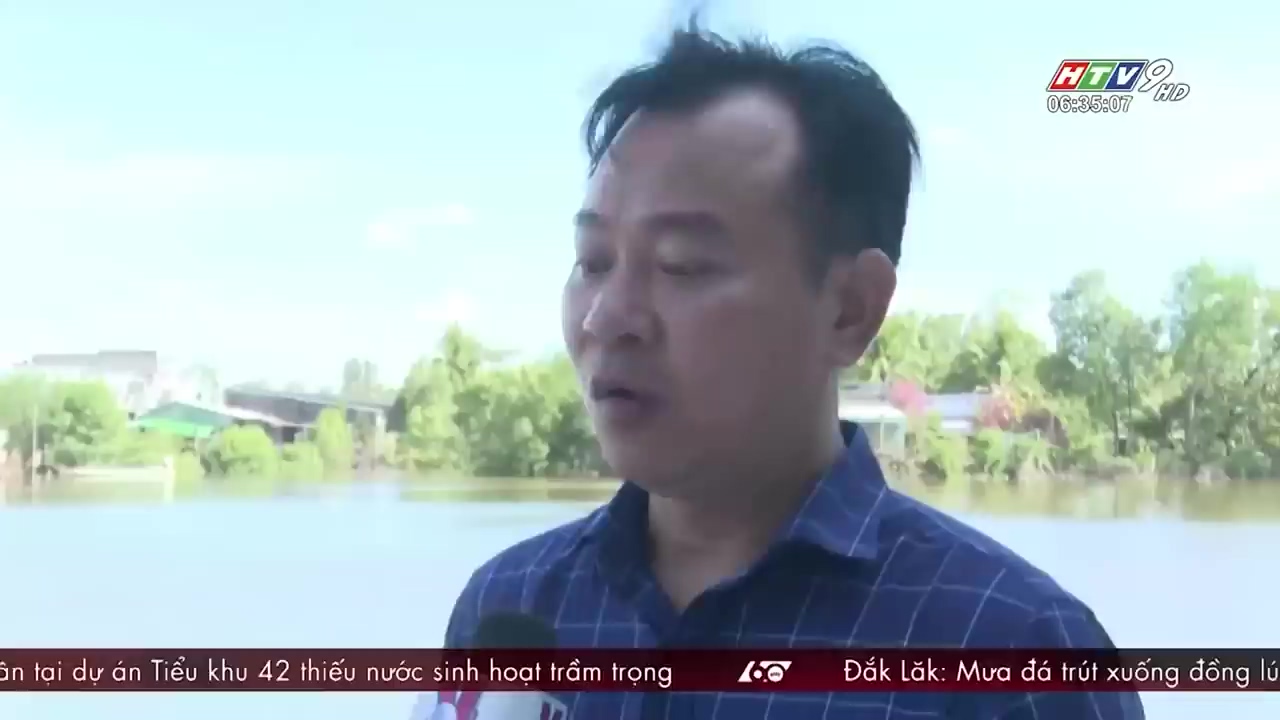 HTV9
HD
06:35:07
ân tại dự án Tiểu khu 42 thiếu nước sinh hoạt trầm trọng
60
Đắk Lăk: Mưa đá trút xuống đồng lú